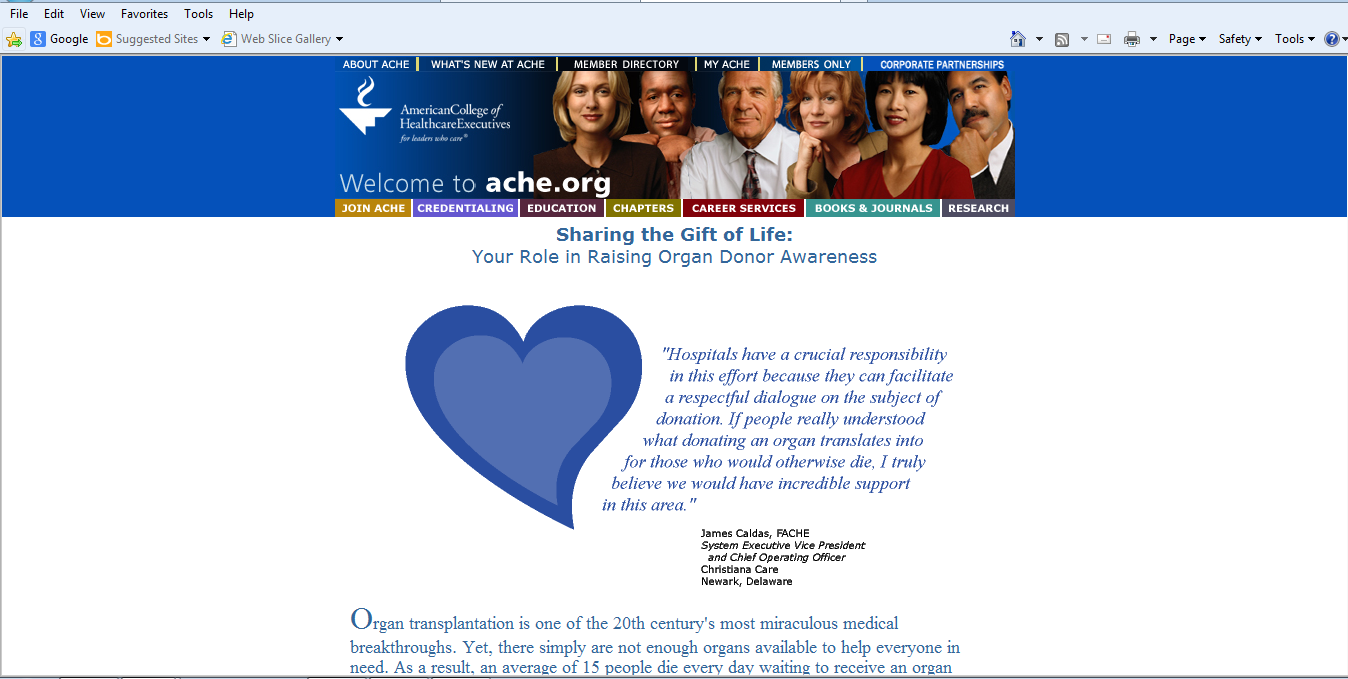 File Edit View Favorites Tools Help
Google Suggested Sites Web Slice Gallery Page Safety Tools
ABOUT ACHE WHAT'S NEW AT ACHE MEMBER DIRECTORY MY ACHE MEMBERS ONLY CORPORATE PARTNERSHIPS
AmericanCollege of
HealthcareExecutives
for leaders who care®
Welcome to ache.org
JOIN ACHE CREDENTIALING EDUCATION CHAPTERS CAREER SERVICES BOOKS & JOURNALS RESEARCH
Sharing the Gift of Life:
Your Role in Raising Organ Donor Awareness
"Hospitals have a crucial responsibility
in this effort because they can facilitate
a respectful dialogue on the subject of
donation. If people really understood
what donating an organ translates into
for those who would otherwise die, I truly
believe we would have incredible support
in this area."
James Caldas, FACHE
System Executive Vice President
and Chief Operating Officer
Christiana Care
Newark, Delaware
Organ transplantation is one of the 20th century's most miraculous medical
breakthroughs. Yet, there simply are not enough organs available to help everyone in
need. As a result, an average of 15 people die every day waiting to receive an organ